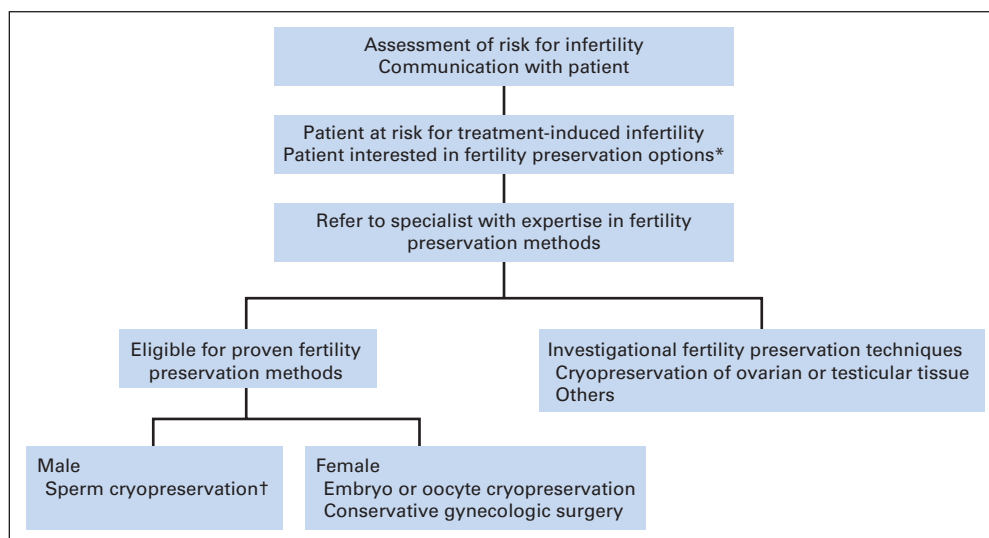 Assessment of risk for infertility
Communication with patient
Patient at risk for treatment-induced infertility
Patient interested in fertility preservation options*
Refer to specialist with expertise in fertility
preservation methods
Eligible for proven fertility
preservation methods
Investigational fertility preservation techniques
Cryopreservation of ovarian or testicular tissue
Others
Male
Sperm cryopreservation†
Female
Embryo or oocyte cryopreservation
Conservative gynecologic surgery